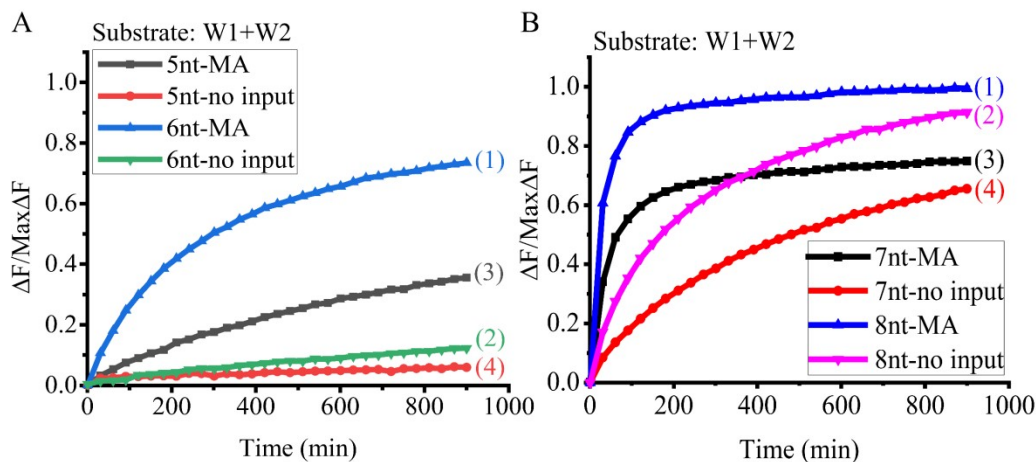 A
Substrate: W1+W2
5nt-MA
5nt-no input
6nt-MA
6nt-no input
ΔF/MaxΔF
1.0
0.8
0.6
0.4
0.2
0.0
(1)
(3)
(2)
(4)
0
200
400
600
800
1000
Time (min)
B
Substrate: W1+W2
ΔF/MaxΔF
1.0
0.8
0.6
0.4
0.2
0.0
(1)
(2)
(3)
(4)
7nt-MA
7nt-no input
8nt-MA
8nt-no input
0
200
400
600
800
1000
Time (min)